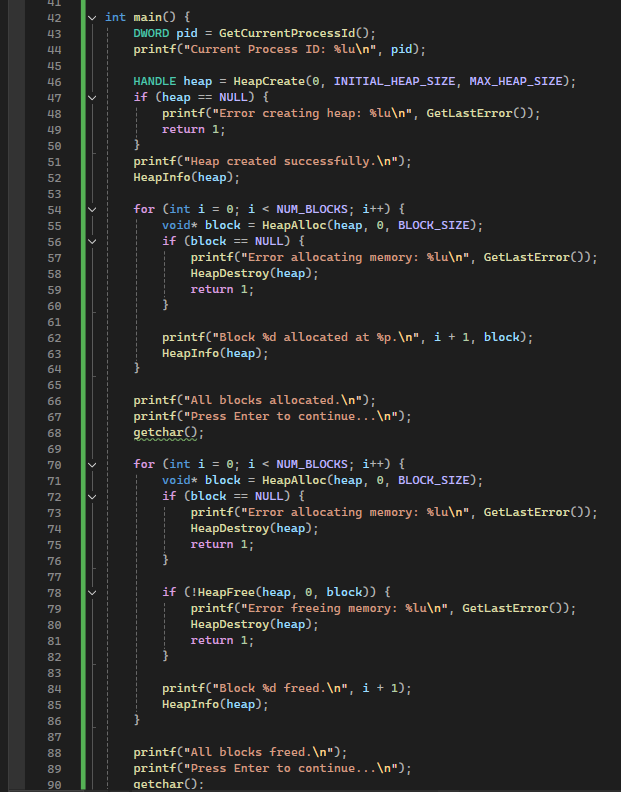 41
42 int main() {
43 DWORD pid = GetCurrentProcessId();
44 printf("Current Process ID: %lu\n", pid);
45
46 HANDLE heap = HeapCreate(0, INITIAL_HEAP_SIZE, MAX_HEAP_SIZE);
47 if (heap == NULL) {
48 printf("Error creating heap: %lu\n", GetLastError());
49 return 1;
50 }
51 printf("Heap created successfully.\n");
52 HeapInfo(heap);
53
54 for (int i = 0; i < NUM_BLOCKS; i++) {
55 void* block = HeapAlloc(heap, 0, BLOCK_SIZE);
56 if (block == NULL) {
57 printf("Error allocating memory: %lu\n", GetLastError());
58 HeapDestroy(heap);
59 return 1;
60 }
61
62 printf("Block %d allocated at %p.\n", i + 1, block);
63 HeapInfo(heap);
64 }
65
66 printf("All blocks allocated.\n");
67 printf("Press Enter to continue...\n");
68 getchar();
69
70 for (int i = 0; i < NUM_BLOCKS; i++) {
71 void* block = HeapAlloc(heap, 0, BLOCK_SIZE);
72 if (block == NULL) {
73 printf("Error allocating memory: %lu\n", GetLastError());
74 HeapDestroy(heap);
75 return 1;
76 }
77
78 if (!HeapFree(heap, 0, block)) {
79 printf("Error freeing memory: %lu\n", GetLastError());
80 HeapDestroy(heap);
81 return 1;
82 }
83
84 printf("Block %d freed.\n", i + 1);
85 HeapInfo(heap);
86 }
87
88 printf("All blocks freed.\n");
89 printf("Press Enter to continue...\n");
90 getchar();